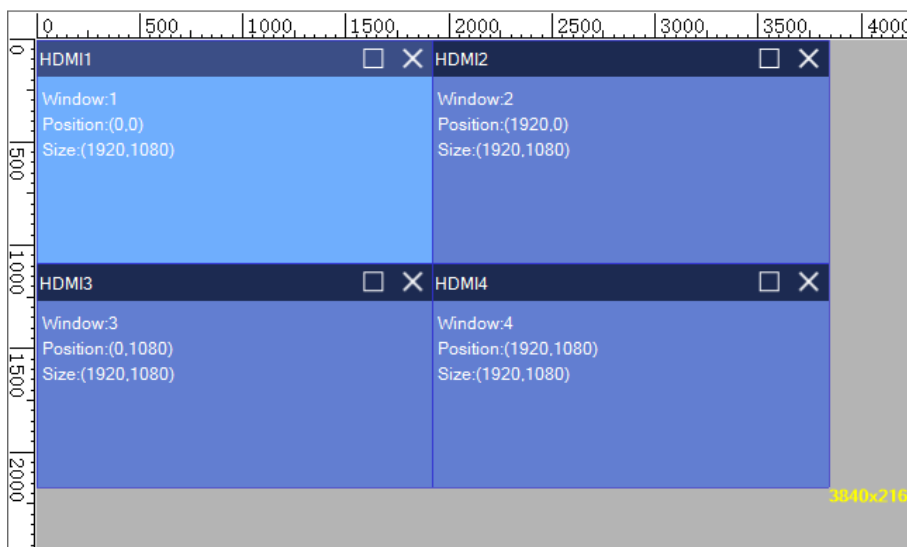 0 500 1000 1500 2000 2500 3000 3500 4000
0
HDMI1
HDMI2
Window:1
Position:(0,0)
Size:(1920,1080)
Window:2
Position:(1920,0)
Size:(1920,1080)
500
1000
HDMI3
HDMI4
Window:3
Position:(0,1080)
Size:(1920,1080)
Window:4
Position:(1920,1080)
Size:(1920,1080)
1500
2000
3840x216